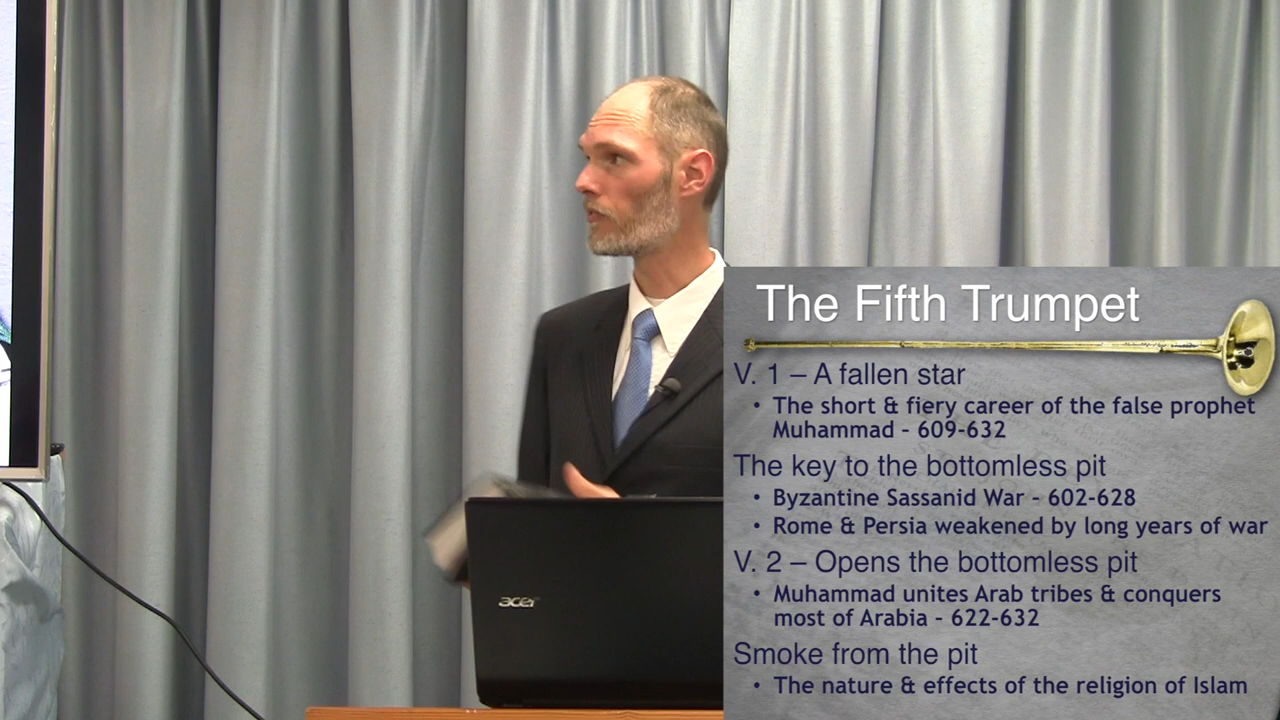 The Fifth Trumpet
V. 1 – A fallen star
• The short & fiery career of the false prophet
Muhammad - 609-632
The key to the bottomless pit
• Byzantine Sassanid War - 602-628
• Rome & Persia weakened by long years of war
V. 2 – Opens the bottomless pit
• Muhammad unites Arab tribes & conquers
most of Arabia - 622-632
Smoke from the pit
• The nature & effects of the religion of Islam
acer